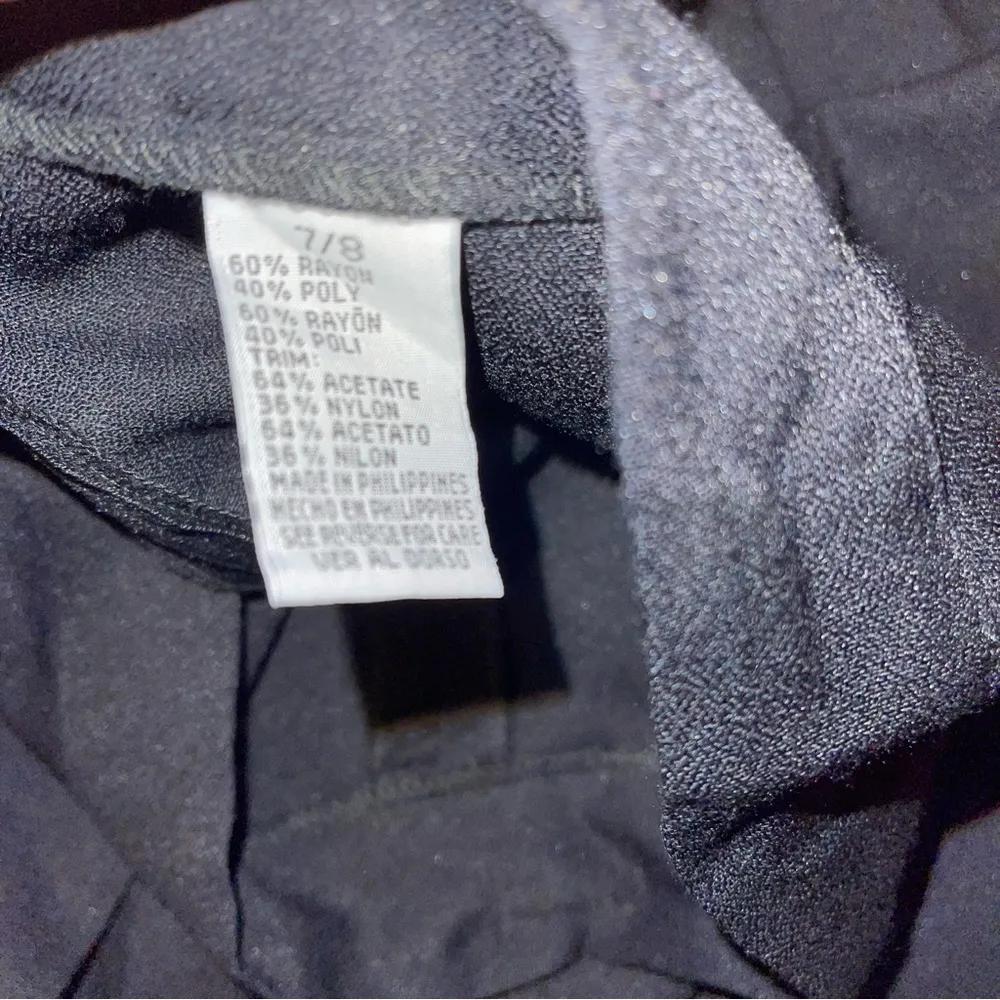 7/8
60% RAYON
40% POLY
60% RAYŌN
40% POLI
TRIM:
64% ACETATE
36% NYLON
64% ACETATO
36% NILON
MADE IN PHILIPPINES
HECHO EN PHILIPPINES
SEE REVERSE FOR CARE
VER AL DORSO